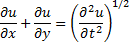 ∂u/∂x + ∂u/∂y = (∂²u/∂t²)^{1/2}